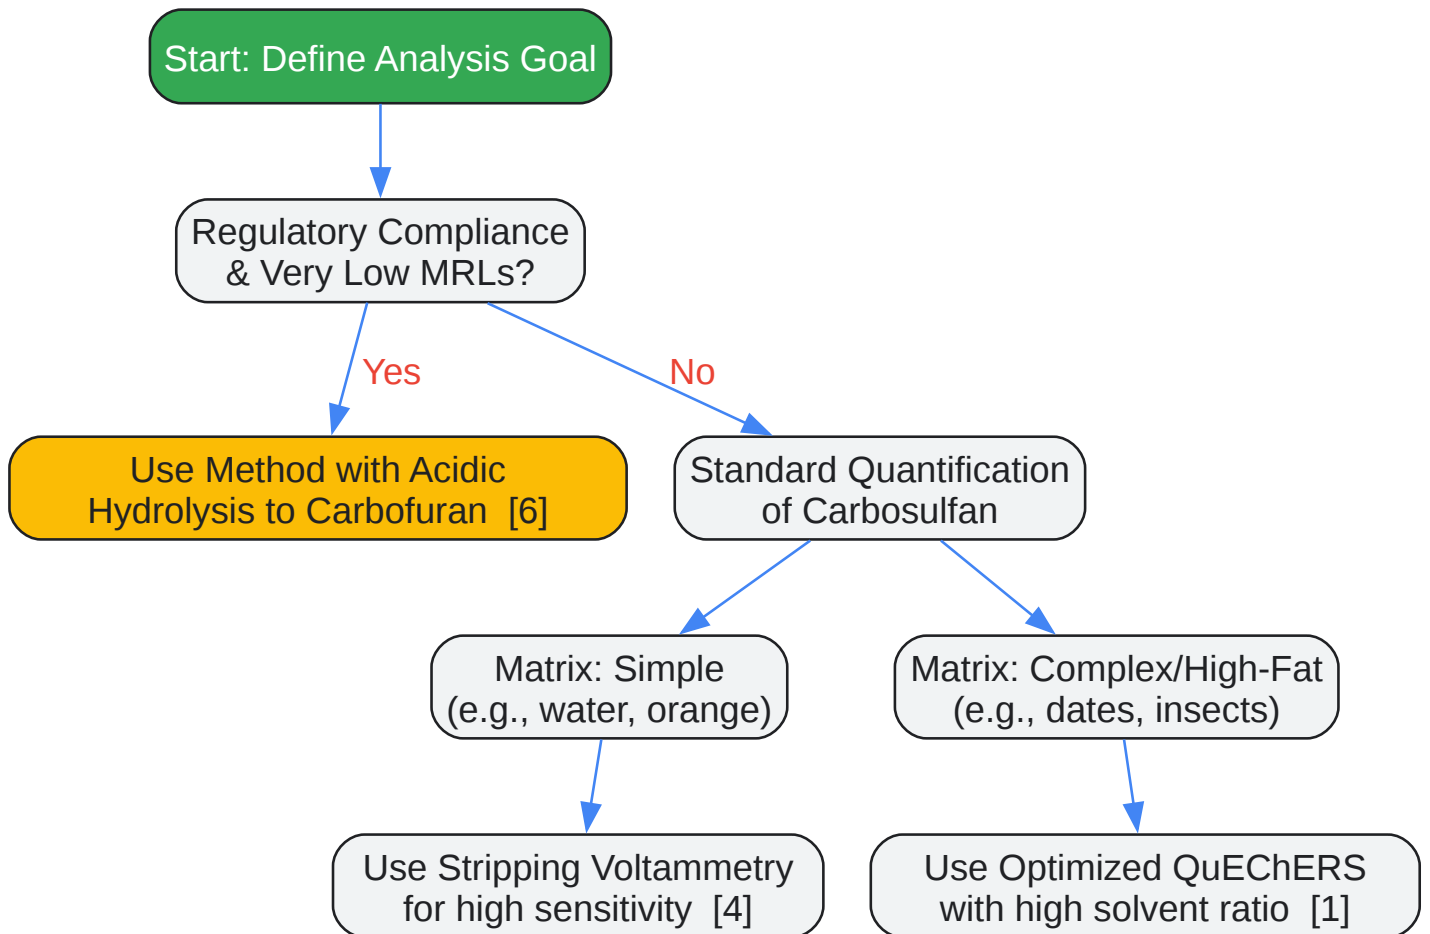 Start: Define Analysis Goal
Regulatory Compliance
& Very Low MRLs?
Yes
No
Use Method with Acidic
Hydrolysis to Carbofuran [6]
Standard Quantification
of Carbosulfan
Matrix: Simple
(e.g., water, orange)
Matrix: Complex/High-Fat
(e.g., dates, insects)
Use Stripping Voltammetry
for high sensitivity [4]
Use Optimized QuEChERS
with high solvent ratio [1]